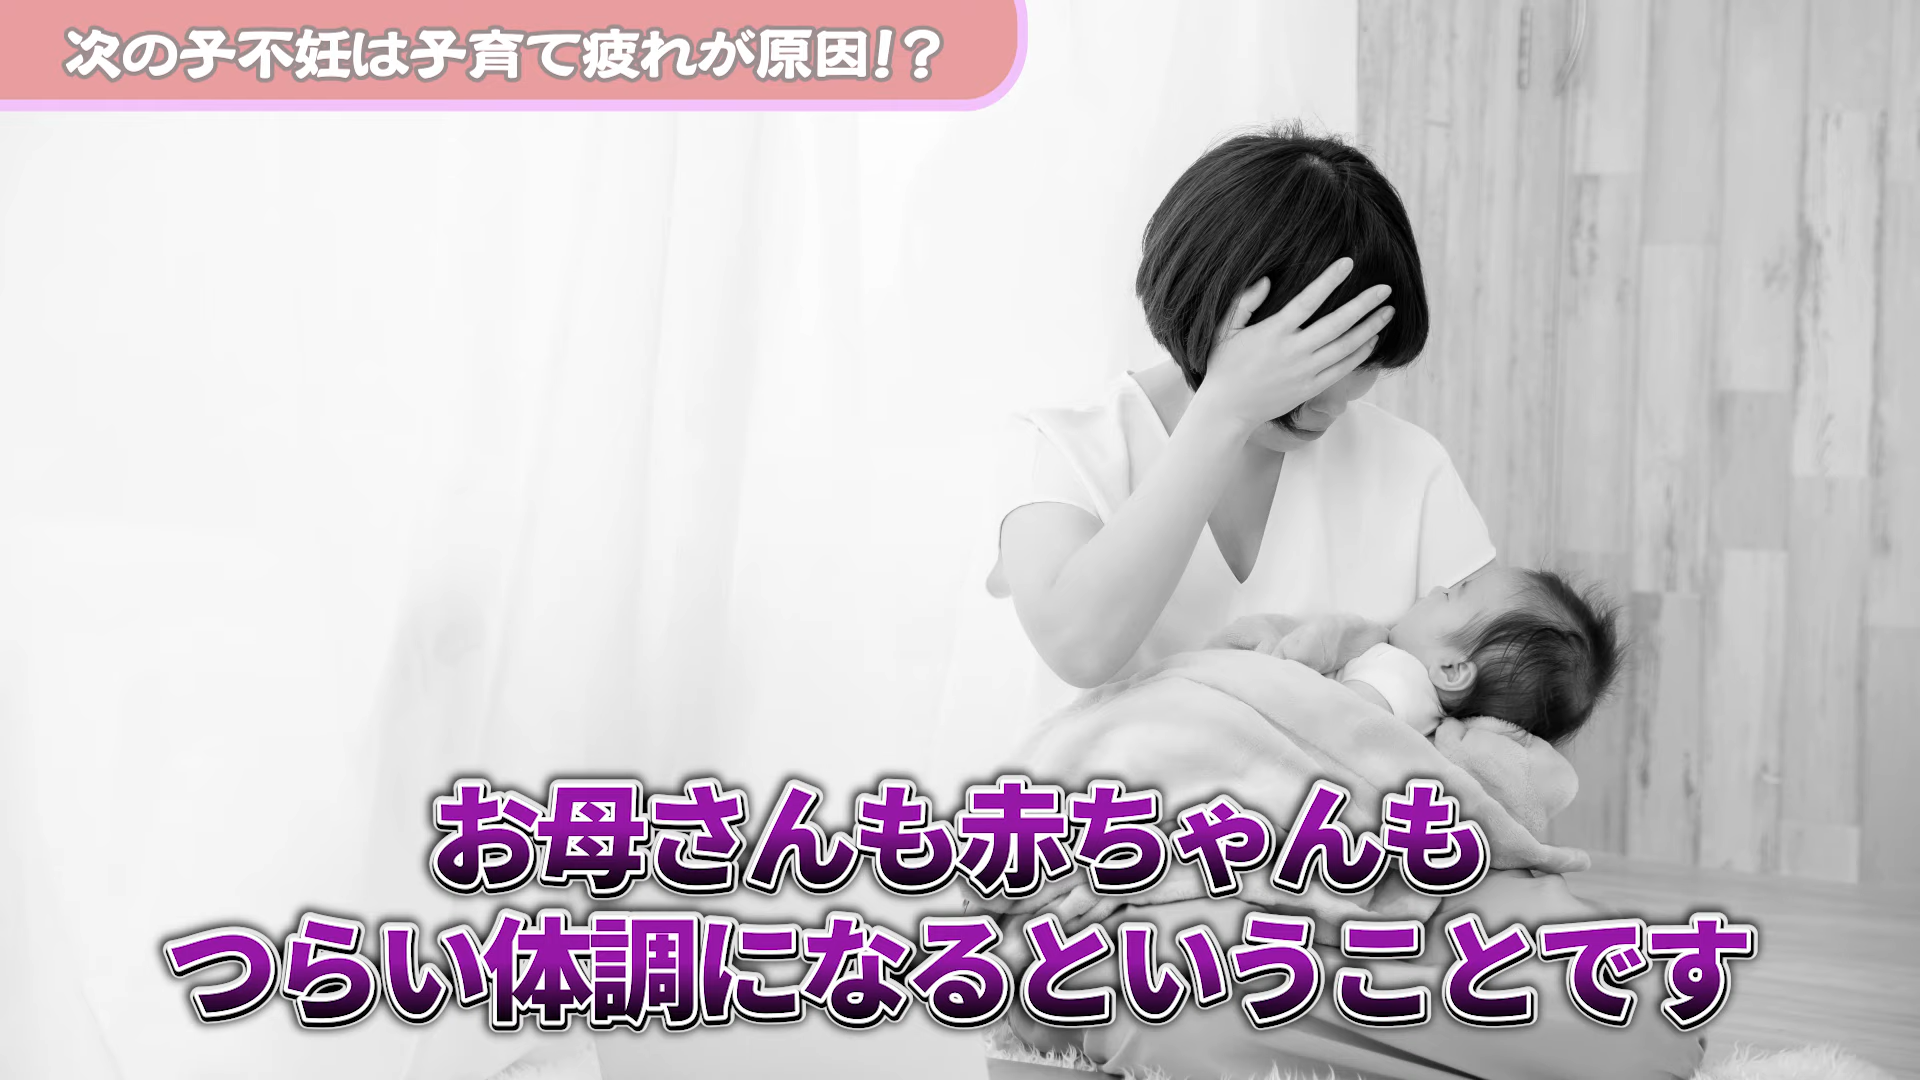 次の子不妊は子育て疲れが原因！？
お母さんも赤ちゃんも
つらい体調になるということです